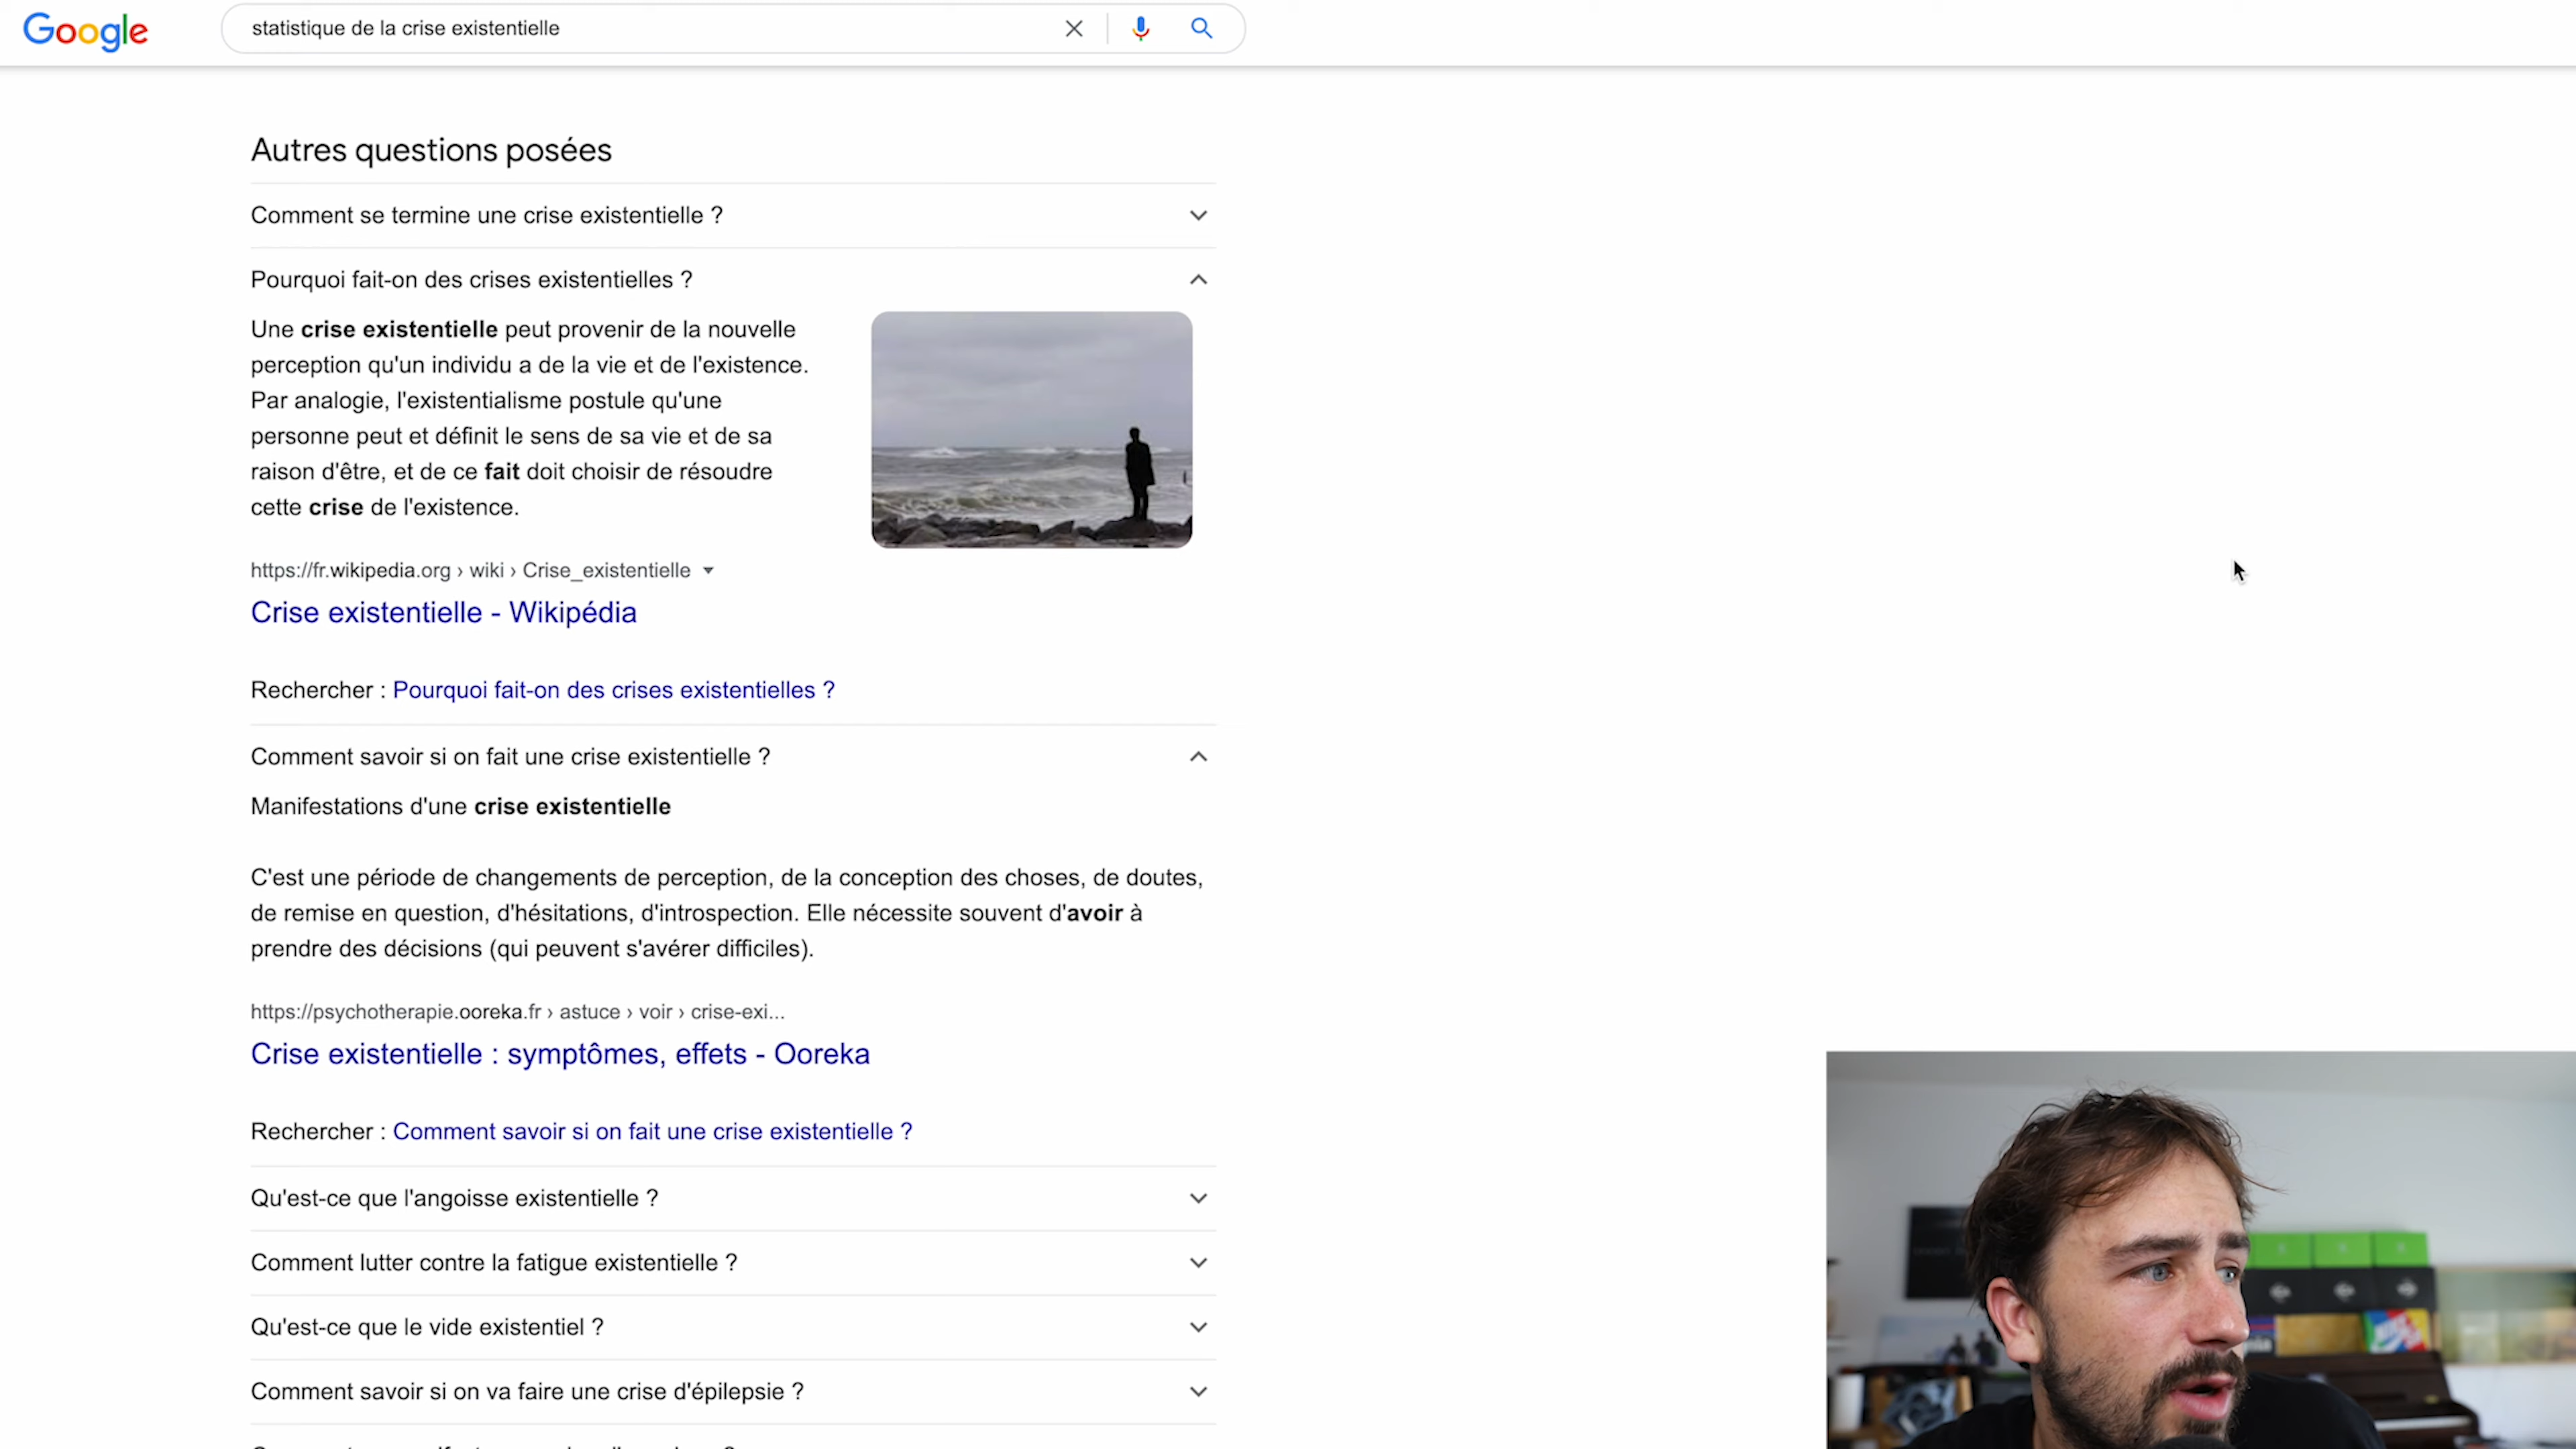 Google
statistique de la crise existentielle
Autres questions posées
Comment se termine une crise existentielle ?
Pourquoi fait-on des crises existentielles ?
Une crise existentielle peut provenir de la nouvelle
perception qu'un individu a de la vie et de l'existence.
Par analogie, l'existentialisme postule qu'une
personne peut et définit le sens de sa vie et de sa
raison d'être, et de ce fait doit choisir de résoudre
cette crise de l'existence.
https://fr.wikipedia.org › wiki › Crise_existentielle
Crise existentielle - Wikipédia
Rechercher : Pourquoi fait-on des crises existentielles ?
Comment savoir si on fait une crise existentielle ?
Manifestations d'une crise existentielle
C'est une période de changements de perception, de la conception des choses, de doutes,
de remise en question, d'hésitations, d'introspection. Elle nécessite souvent d'avoir à
prendre des décisions (qui peuvent s'avérer difficiles).
https://psychotherapie.ooreka.fr › astuce › voir › crise-exi...
Crise existentielle : symptômes, effets - Ooreka
Rechercher : Comment savoir si on fait une crise existentielle ?
Qu'est-ce que l'angoisse existentielle ?
Comment lutter contre la fatigue existentielle ?
Qu'est-ce que le vide existentiel ?
Comment savoir si on va faire une crise d'épilepsie ?